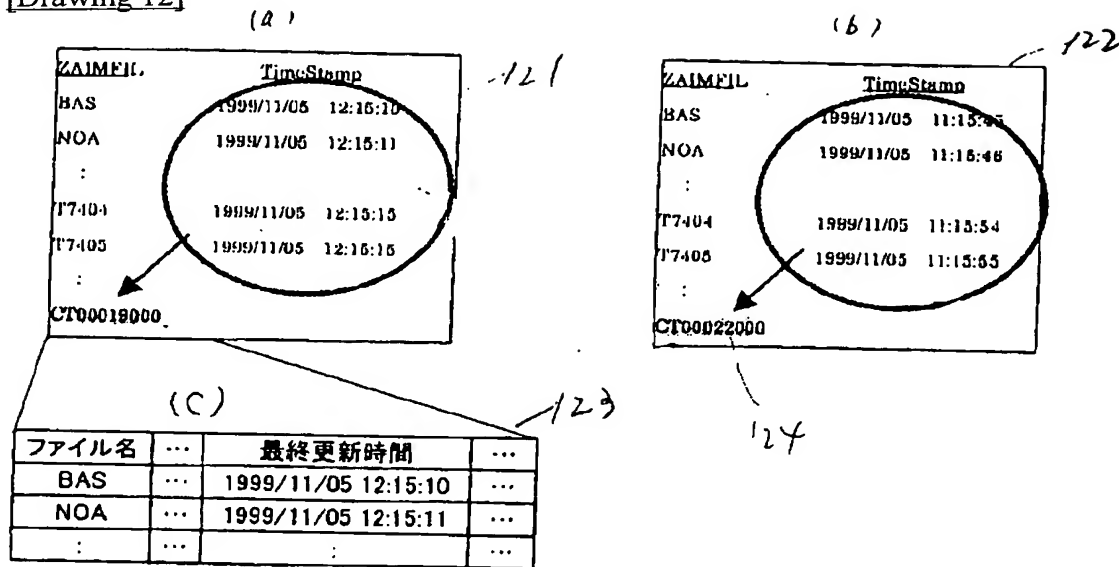 [Drawing 12]
(a)
121
ZAIMFIL TimeStamp
BAS 1999/11/05 12:15:10
NOA 1999/11/05 12:15:11
:
T7404 1999/11/05 12:15:15
T7405 1999/11/05 12:15:15
:
CT00019000
(b)
122
ZAIMFIL TimeStamp
BAS 1999/11/05 11:15:45
NOA 1999/11/05 11:15:46
:
T7404 1999/11/05 11:15:54
T7405 1999/11/05 11:15:55
:
CT00022000
124
(C)
123
ファイル名 … 最終更新時間 …
BAS … 1999/11/05 12:15:10 …
NOA … 1999/11/05 12:15:11 …
: … : …